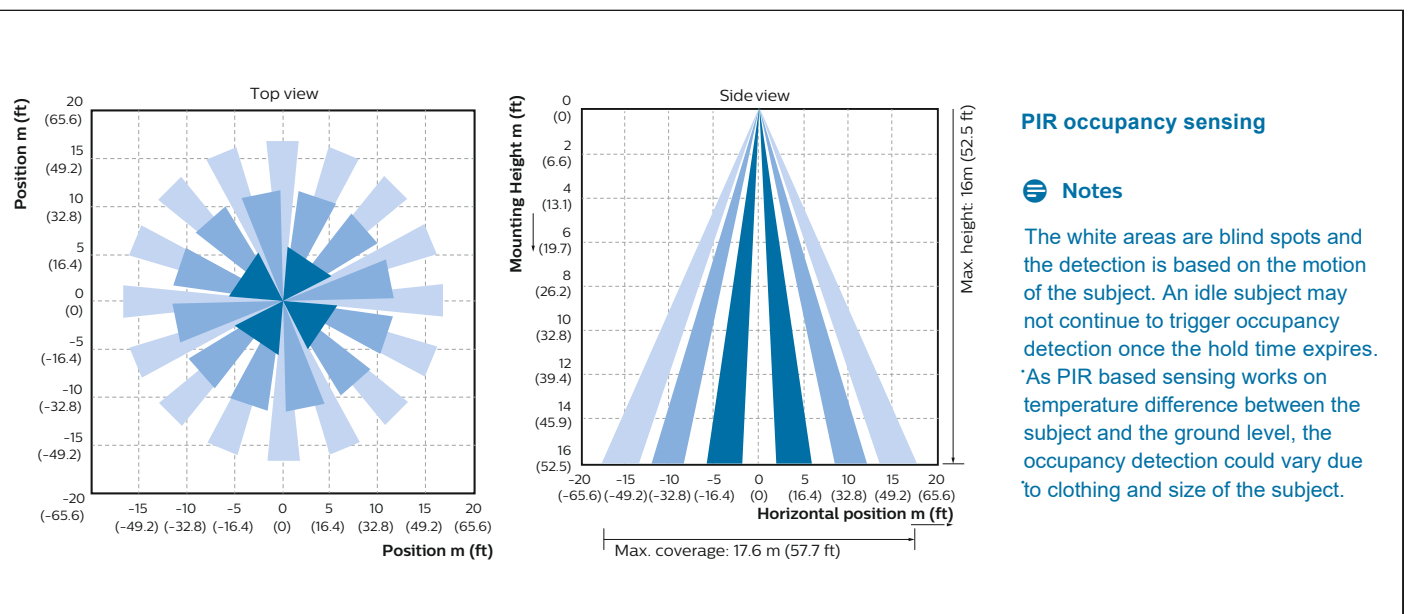 Top view
Position m (ft)
20
(65.6)
15
(49.2)
10
(32.8)
5
(16.4)
0
(0)
-5
(-16.4)
-10
(-32.8)
-15
(-49.2)
-20
(-65.6)
-15 -10 -5 0 5 10 15 20
(-49.2) (-32.8) (-16.4) (0) (16.4) (32.8) (49.2) (65.6)
Position m (ft)
Side view
Mounting Height m (ft)
0
(0)
2
(6.6)
4
(13.1)
6
(19.7)
8
(26.2)
10
(32.8)
12
(39.4)
14
(45.9)
16
(52.5)
-20 -15 -10 -5 0 5 10 15 20
(-65.6) (-49.2) (-32.8) (-16.4) (0) (16.4) (32.8) (49.2) (65.6)
Horizontal position m (ft)
Max. coverage: 17.6 m (57.7 ft)
Max. height: 16m (52.5 ft)
PIR occupancy sensing
Notes
The white areas are blind spots and
the detection is based on the motion
of the subject. An idle subject may
not continue to trigger occupancy
detection once the hold time expires.
As PIR based sensing works on
temperature difference between the
subject and the ground level, the
occupancy detection could vary due
to clothing and size of the subject.